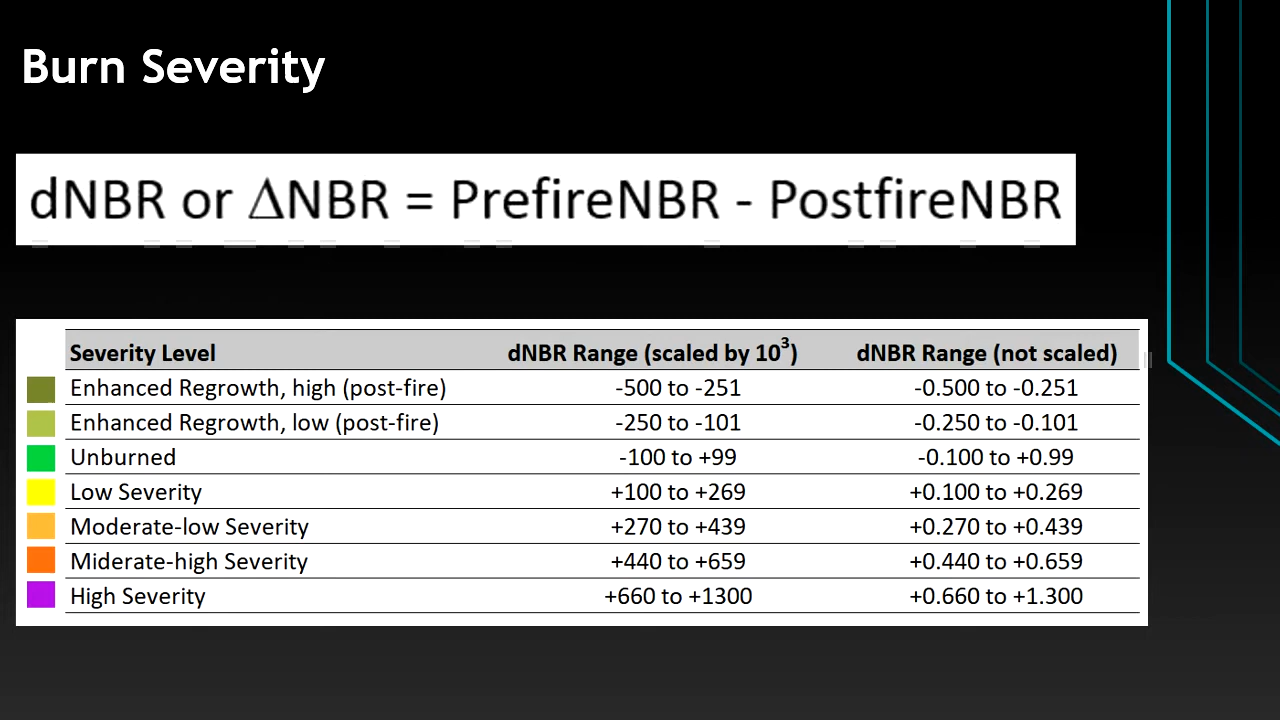 Burn Severity
dNBR or ΔNBR = PrefireNBR - PostfireNBR
Severity Level dNBR Range (scaled by 10³) dNBR Range (not scaled)
Enhanced Regrowth, high (post-fire) -500 to -251 -0.500 to -0.251
Enhanced Regrowth, low (post-fire) -250 to -101 -0.250 to -0.101
Unburned -100 to +99 -0.100 to +0.99
Low Severity +100 to +269 +0.100 to +0.269
Moderate-low Severity +270 to +439 +0.270 to +0.439
Miderate-high Severity +440 to +659 +0.440 to +0.659
High Severity +660 to +1300 +0.660 to +1.300